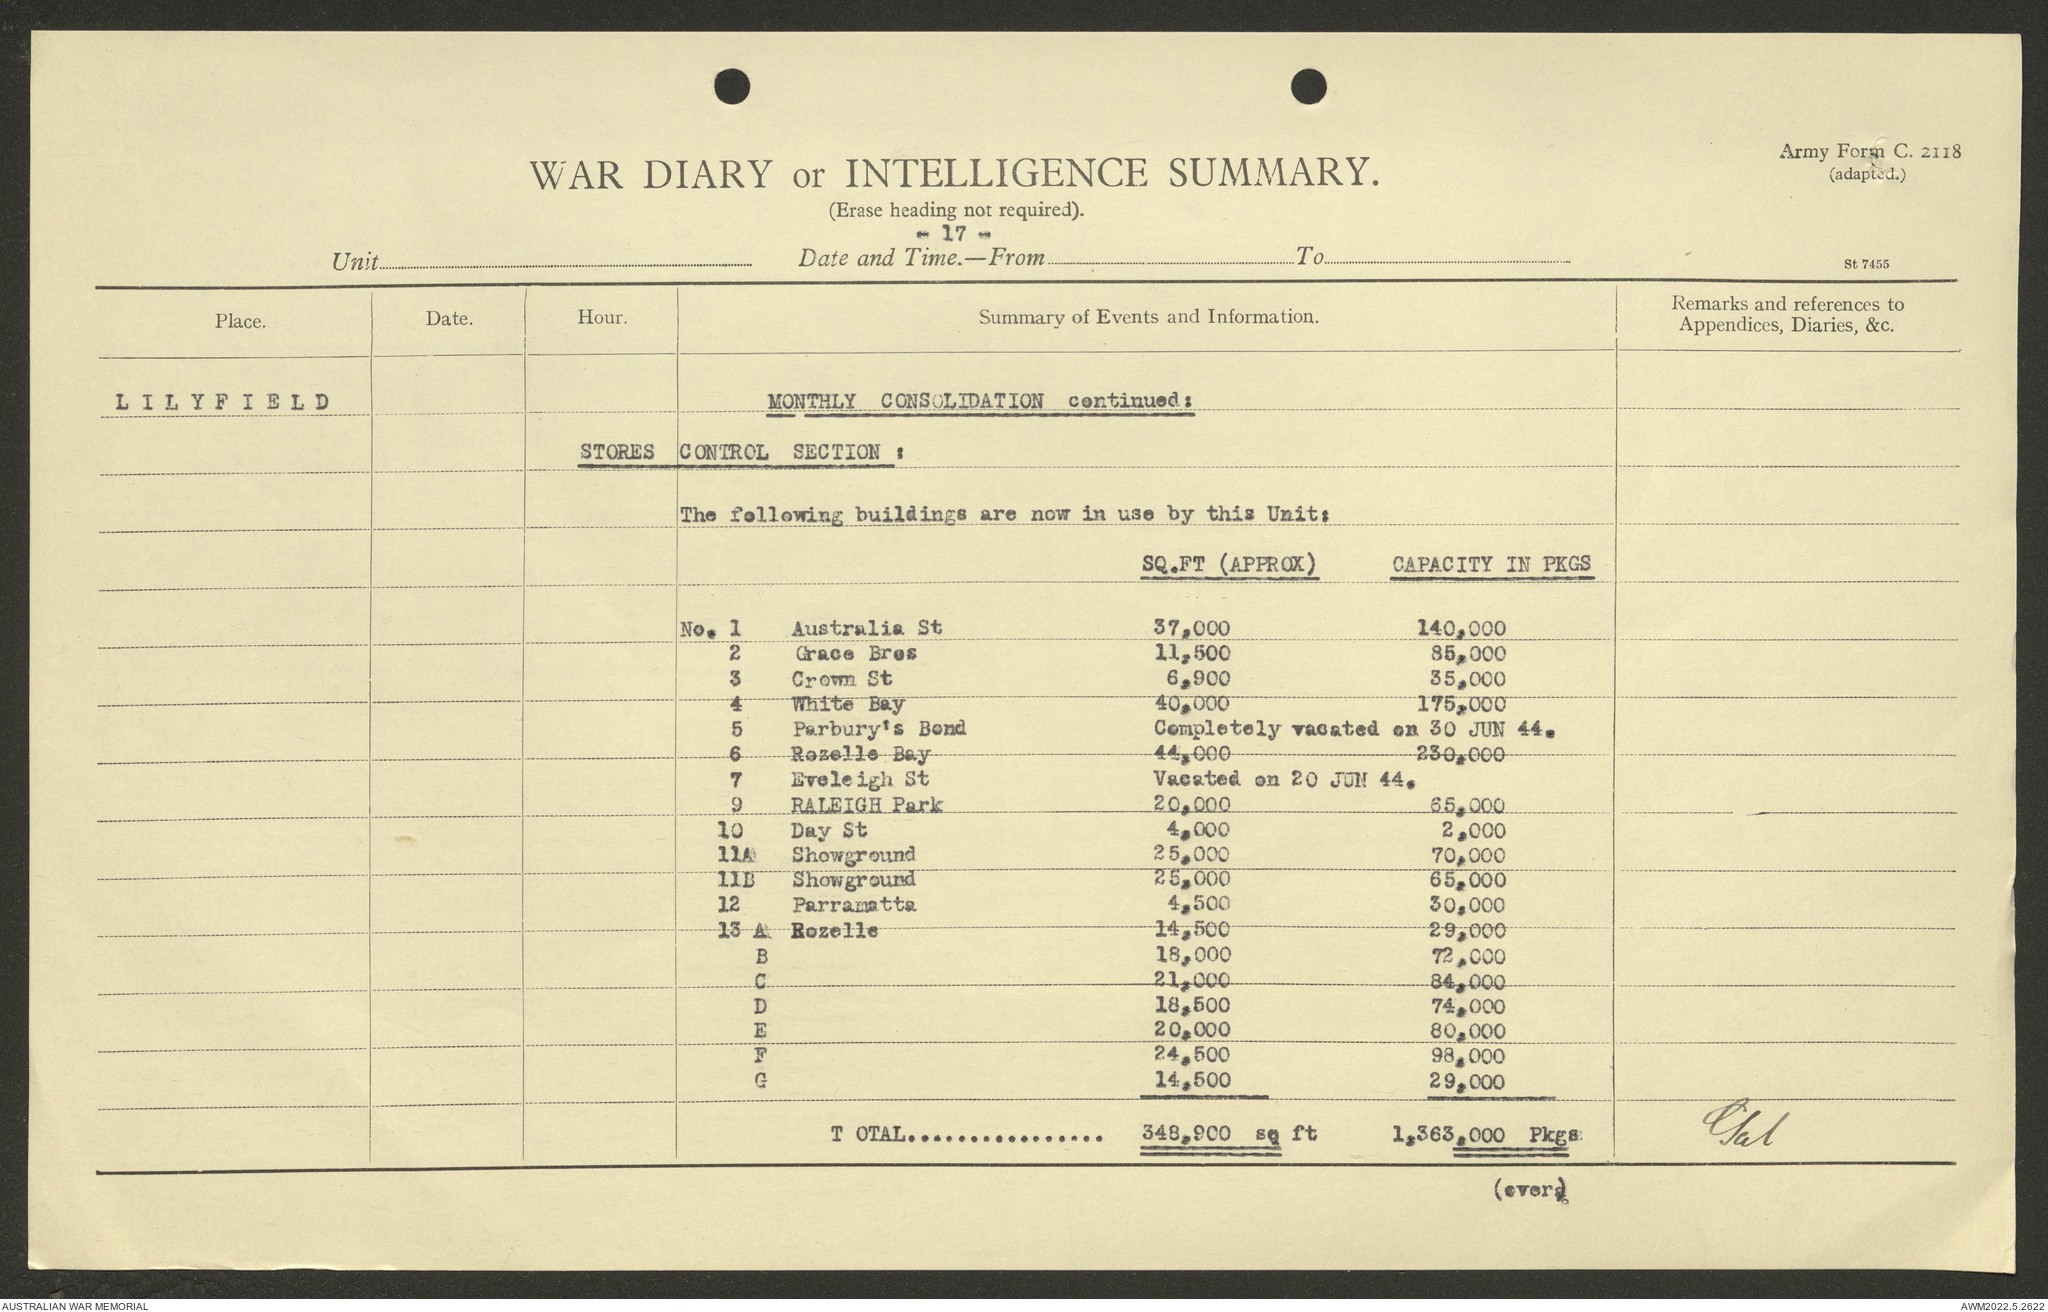 Army Form C. 2118
(adapted.)
WAR DIARY or INTELLIGENCE SUMMARY.
(Erase heading not required).
- 17 -
Unit Date and Time.—From To
St 7455
Place. Date. Hour. Summary of Events and Information. Remarks and references to
Appendices, Diaries, &c.
LILYFIELD MONTHLY CONSOLIDATION continued:
STORES CONTROL SECTION :
The following buildings are now in use by this Unit:
SQ.FT (APPROX) CAPACITY IN PKGS
No. 1 Australia St 37,000 140,000
2 Grace Bros 11,500 85,000
3 Crown St 6,900 35,000
4 White Bay 40,000 175,000
5 Parbury's Bond Completely vacated on 30 JUN 44.
6 Rozelle Bay 44,000 230,000
7 Eveleigh St Vacated on 20 JUN 44.
9 RALEIGH Park 20,000 65,000
10 Day St 4,000 2,000
11A Showground 25,000 70,000
11B Showground 25,000 65,000
12 Parramatta 4,500 30,000
13 A Rozelle 14,500 29,000
B 18,000 72,000
C 21,000 84,000
D 18,500 74,000
E 20,000 80,000
F 24,500 98,000
G 14,500 29,000
T OTAL................ 348,900 sq ft 1,363,000 Pkgs
(over)
AUSTRALIAN WAR MEMORIAL AWM2022.5.2622